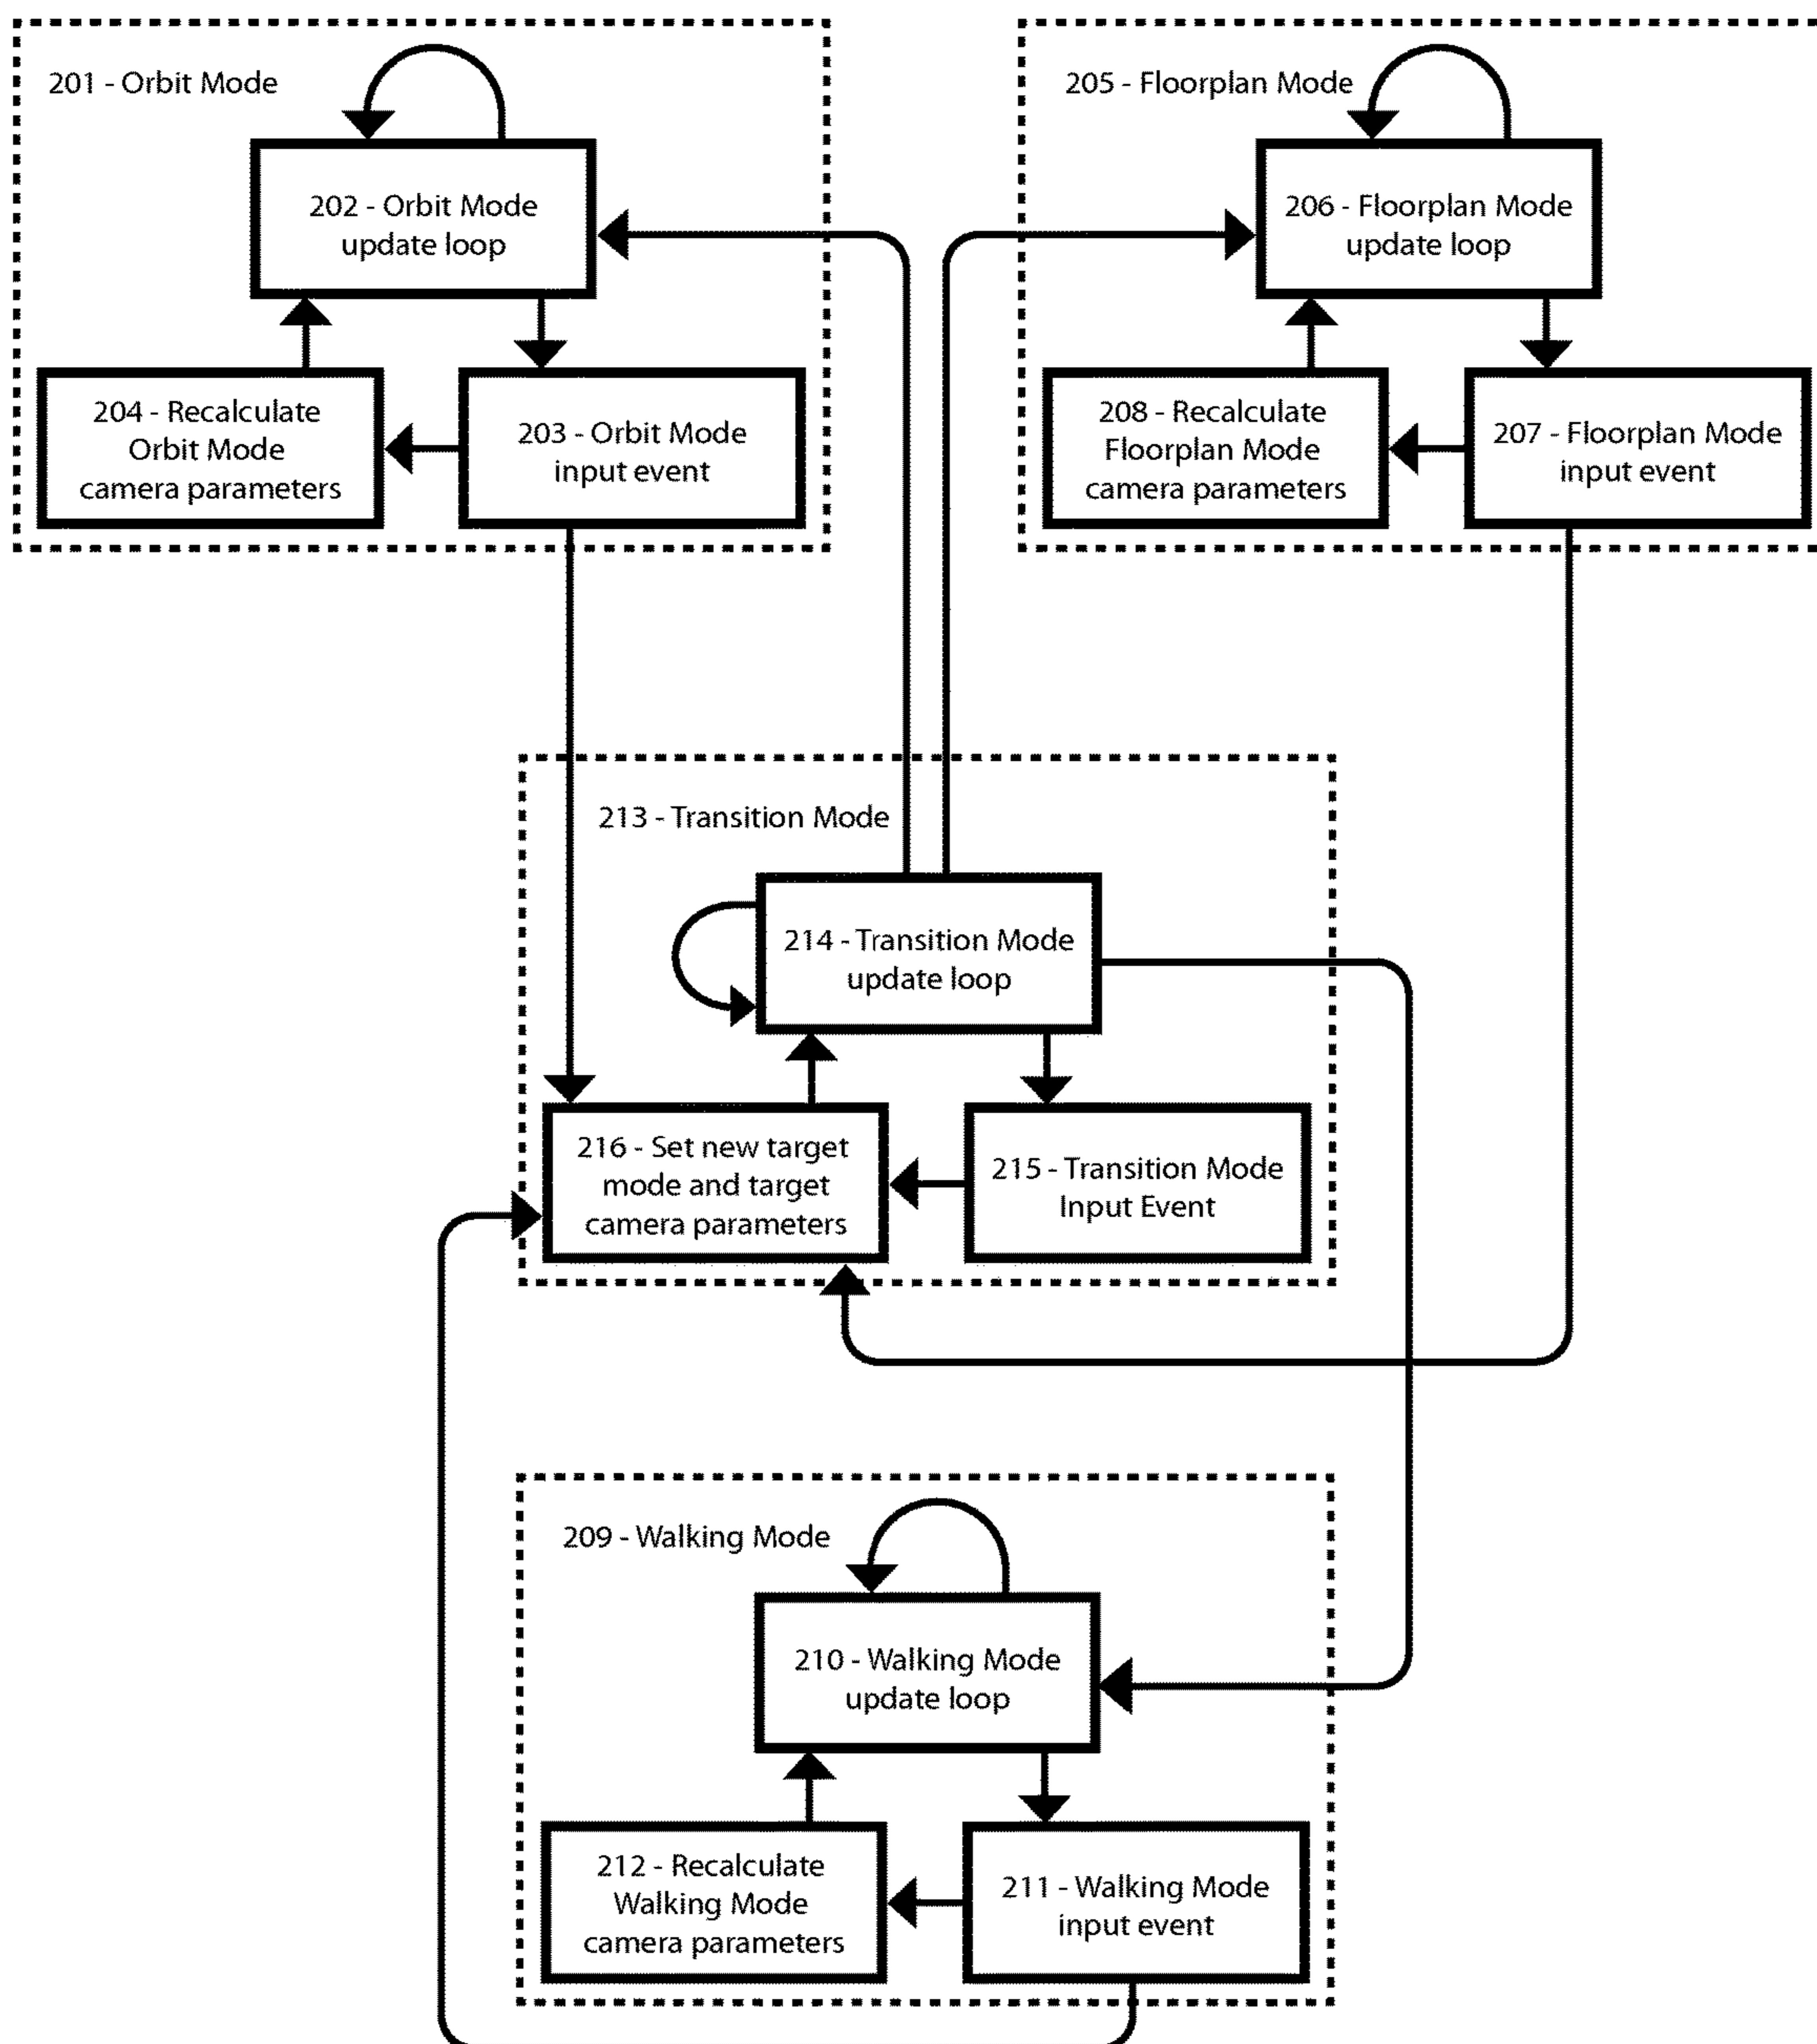 201 - Orbit Mode
202 - Orbit Mode
update loop
204 - Recalculate
Orbit Mode
camera parameters
203 - Orbit Mode
input event
205 - Floorplan Mode
206 - Floorplan Mode
update loop
208 - Recalculate
Floorplan Mode
camera parameters
207 - Floorplan Mode
input event
213 - Transition Mode
214 - Transition Mode
update loop
216 - Set new target
mode and target
camera parameters
215 - Transition Mode
Input Event
209 - Walking Mode
210 - Walking Mode
update loop
212 - Recalculate
Walking Mode
camera parameters
211 - Walking Mode
input event